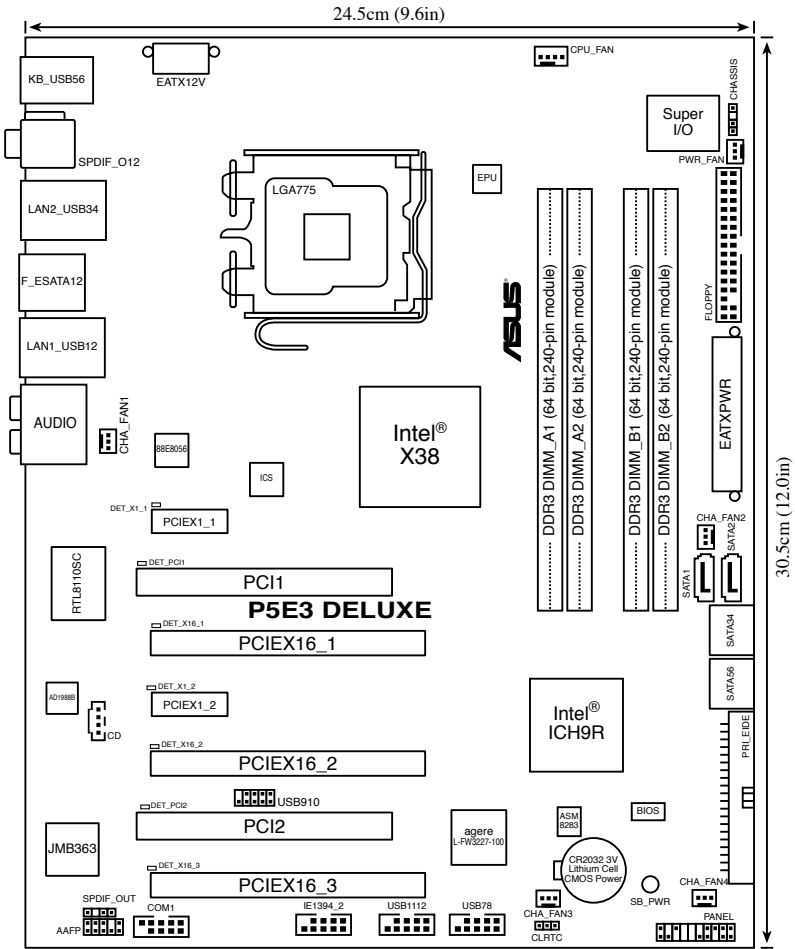 24.5cm (9.6in)
KB_USB56
EATX12V
CPU_FAN
CHASSIS
Super
I/O
PWR_FAN
SPDIF_O12
LGA775
EPU
LAN2_USB34
F_ESATA12
FLOPPY
LAN1_USB12
ASUS
DDR3 DIMM_A1 (64 bit,240-pin module)
DDR3 DIMM_A2 (64 bit,240-pin module)
DDR3 DIMM_B1 (64 bit,240-pin module)
DDR3 DIMM_B2 (64 bit,240-pin module)
EATXPWR
30.5cm (12.0in)
AUDIO
CHA_FAN1
88E8056
ICS
Intel®
X38
DET_X1_1
PCIEX1_1
CHA_FAN2
SATA1
SATA2
RTL8110SC
DET_PCI1
PCI1
P5E3 DELUXE
DET_X16_1
PCIEX16_1
SATA34
SATA56
AD1988B
CD
DET_X1_2
PCIEX1_2
Intel®
ICH9R
PRI_EIDE
DET_X16_2
PCIEX16_2
USB910
DET_PCI2
PCI2
JMB363
agere
L-FW3227-100
ASM
8283
BIOS
CR2032 3V
Lithium Cell
CMOS Power
DET_X16_3
PCIEX16_3
SB_PWR
CHA_FAN4
SPDIF_OUT
AAFP
COM1
IE1394_2
USB1112
USB78
CHA_FAN3
CLRTC
PANEL